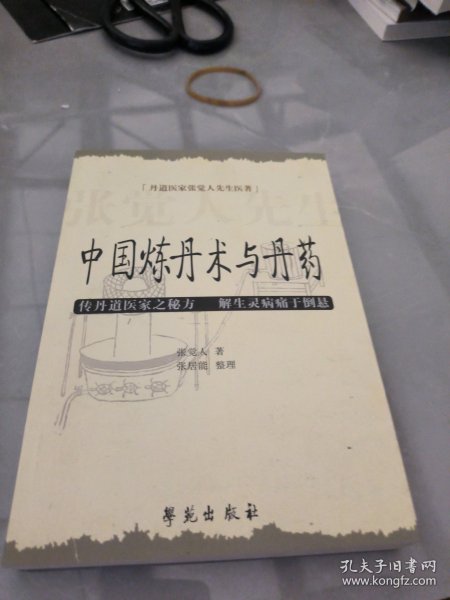 「丹道医家张觉人先生医著」
张觉人先生
中国炼丹术与丹药
传丹道医家之秘方 解生灵病痛于倒悬
张觉人 著
张居能 整理
學苑出版社
孔夫子旧书网
www.kongfz.com